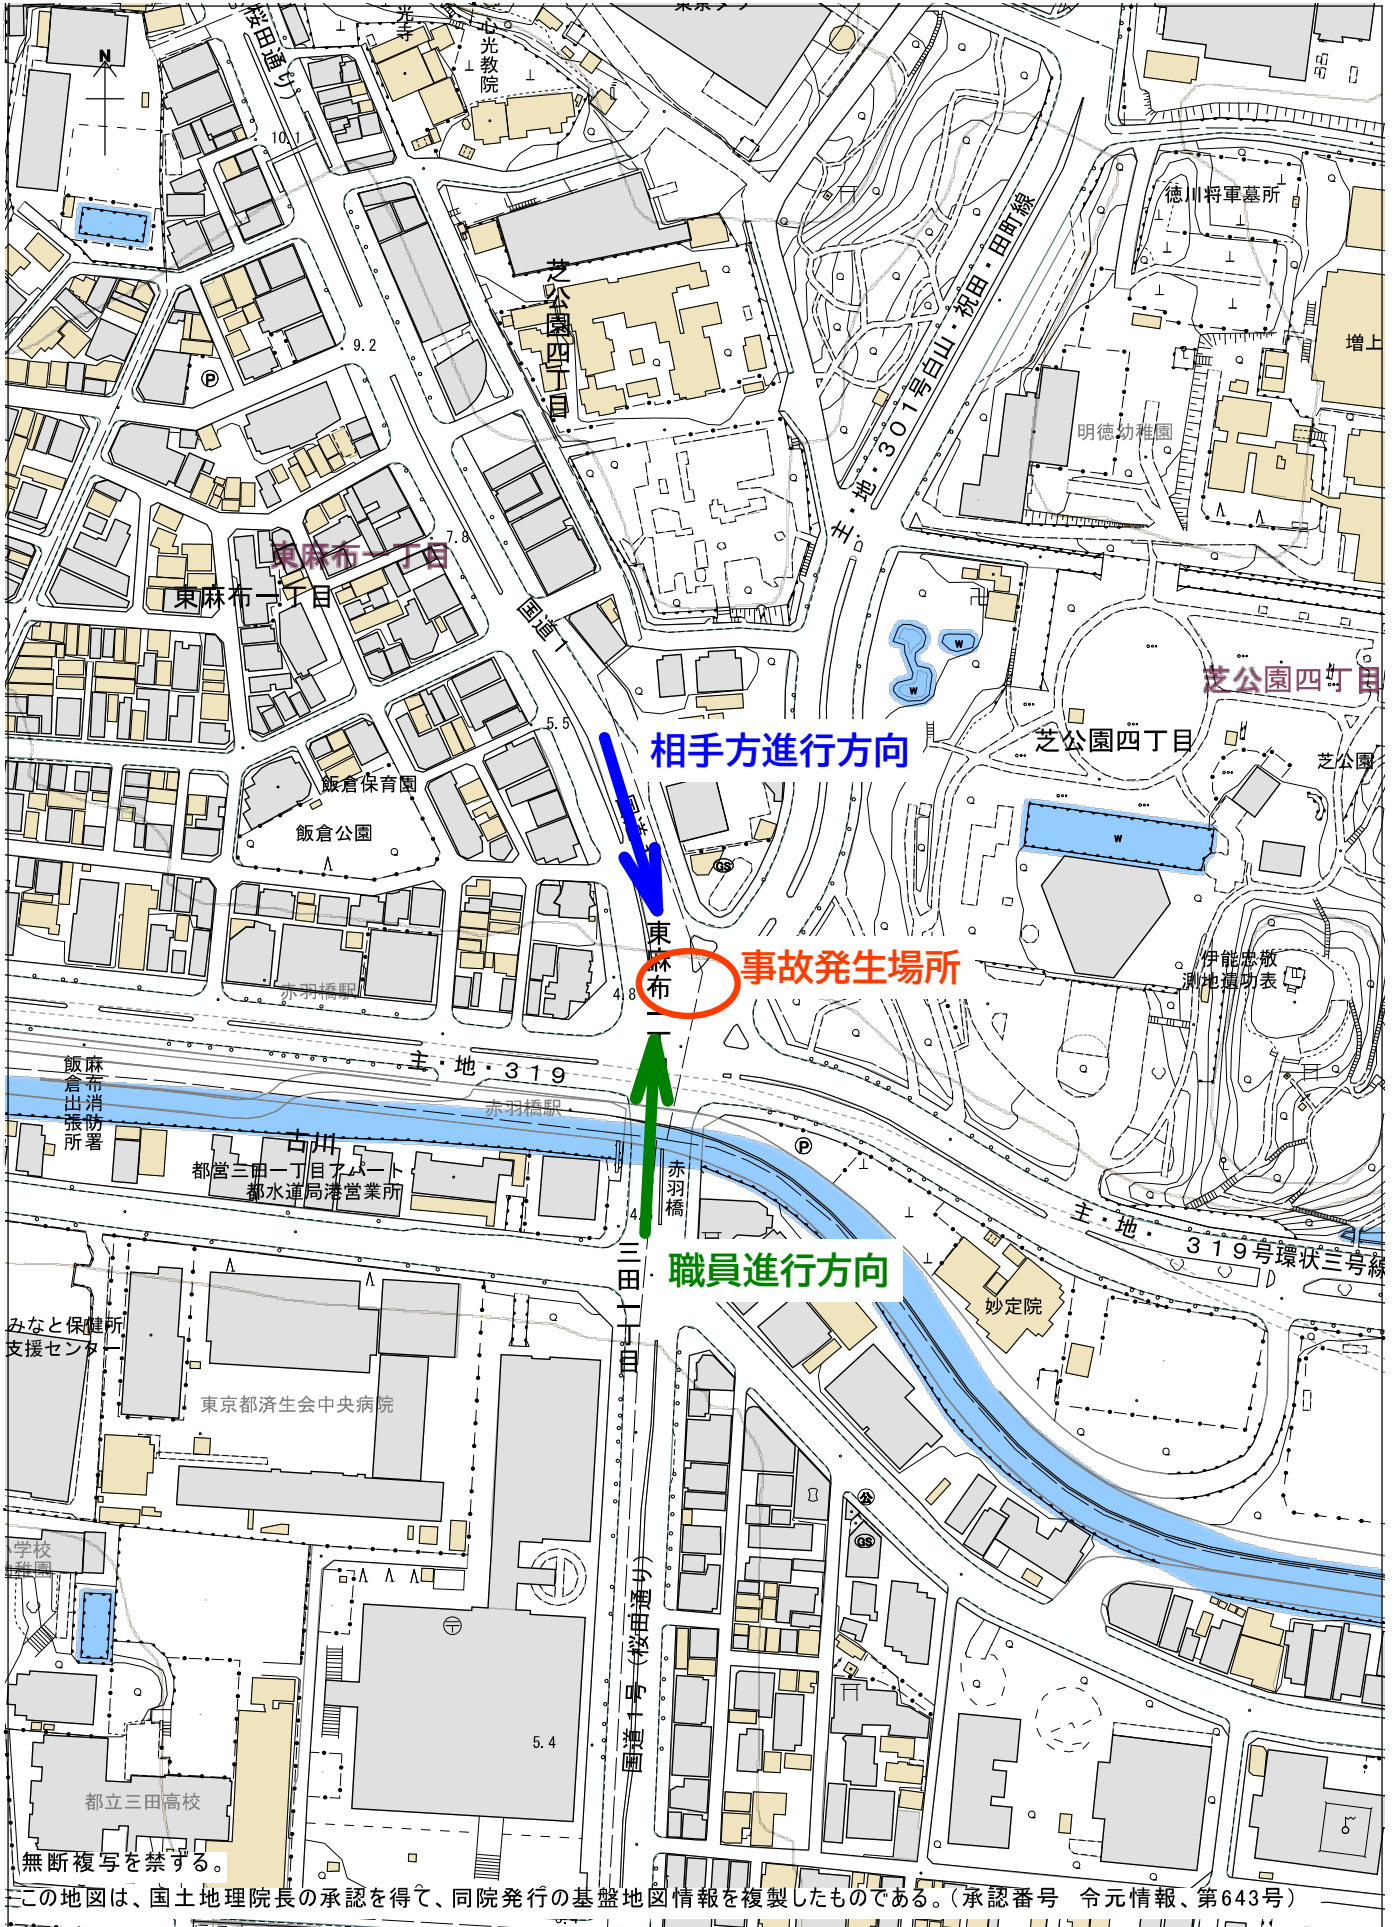 東京タワ
桜田通り)
光寺
心光教院
N
10.1
徳川将軍墓所
芝公園四丁目
主・地・301号白山・祝田・田町線
9.2
P
増上
明徳幼稚園
7.8
東麻布一丁目
東麻布一丁目
国道1
W
W
芝公園四丁目
5.5
相手方進行方向
芝公園四丁目
芝公園
飯倉保育園
飯倉公園
W
GS
東麻布一丁
事故発生場所
伊能忠敬
測地遺功表
赤羽橋駅
4.8
主・地・319
飯倉出張所
麻布消防署
赤羽橋駅
古川
P
都営三田一丁目アパート
都水道局港営業所
赤羽橋
主・地・319号環状三号線
職員進行方向
三田一丁目
妙定院
みなと保健所
支援センター
東京都済生会中央病院
公
GS
小学校
稚園
国道1号(桜田通り)
5.4
都立三田高校
無断複写を禁ずる。
この地図は、国土地理院長の承認を得て、同院発行の基盤地図情報を複製したものである。(承認番号　令元情報、第643号)